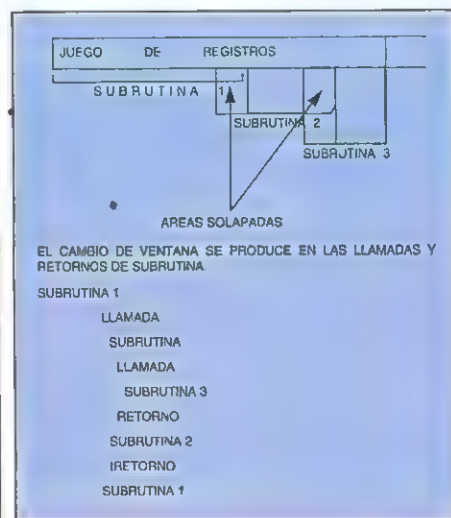 JUEGO DE REGISTROS
SUBRUTINA 1
SUBRUTINA 2
SUBRUTINA 3
AREAS SOLAPADAS
EL CAMBIO DE VENTANA SE PRODUCE EN LAS LLAMADAS Y
RETORNOS DE SUBRUTINA
SUBRUTINA 1
LLAMADA
SUBRUTINA
LLAMADA
SUBRUTINA 3
RETORNO
SUBRUTINA 2
IRETORNO
SUBRUTINA 1